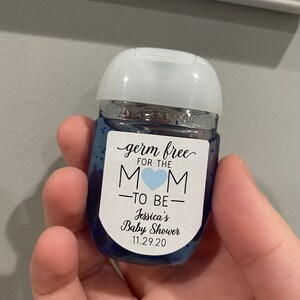 germ free
FOR THE
M♥M
—TO BE—
Jessica's
Baby Shower
11.29.20